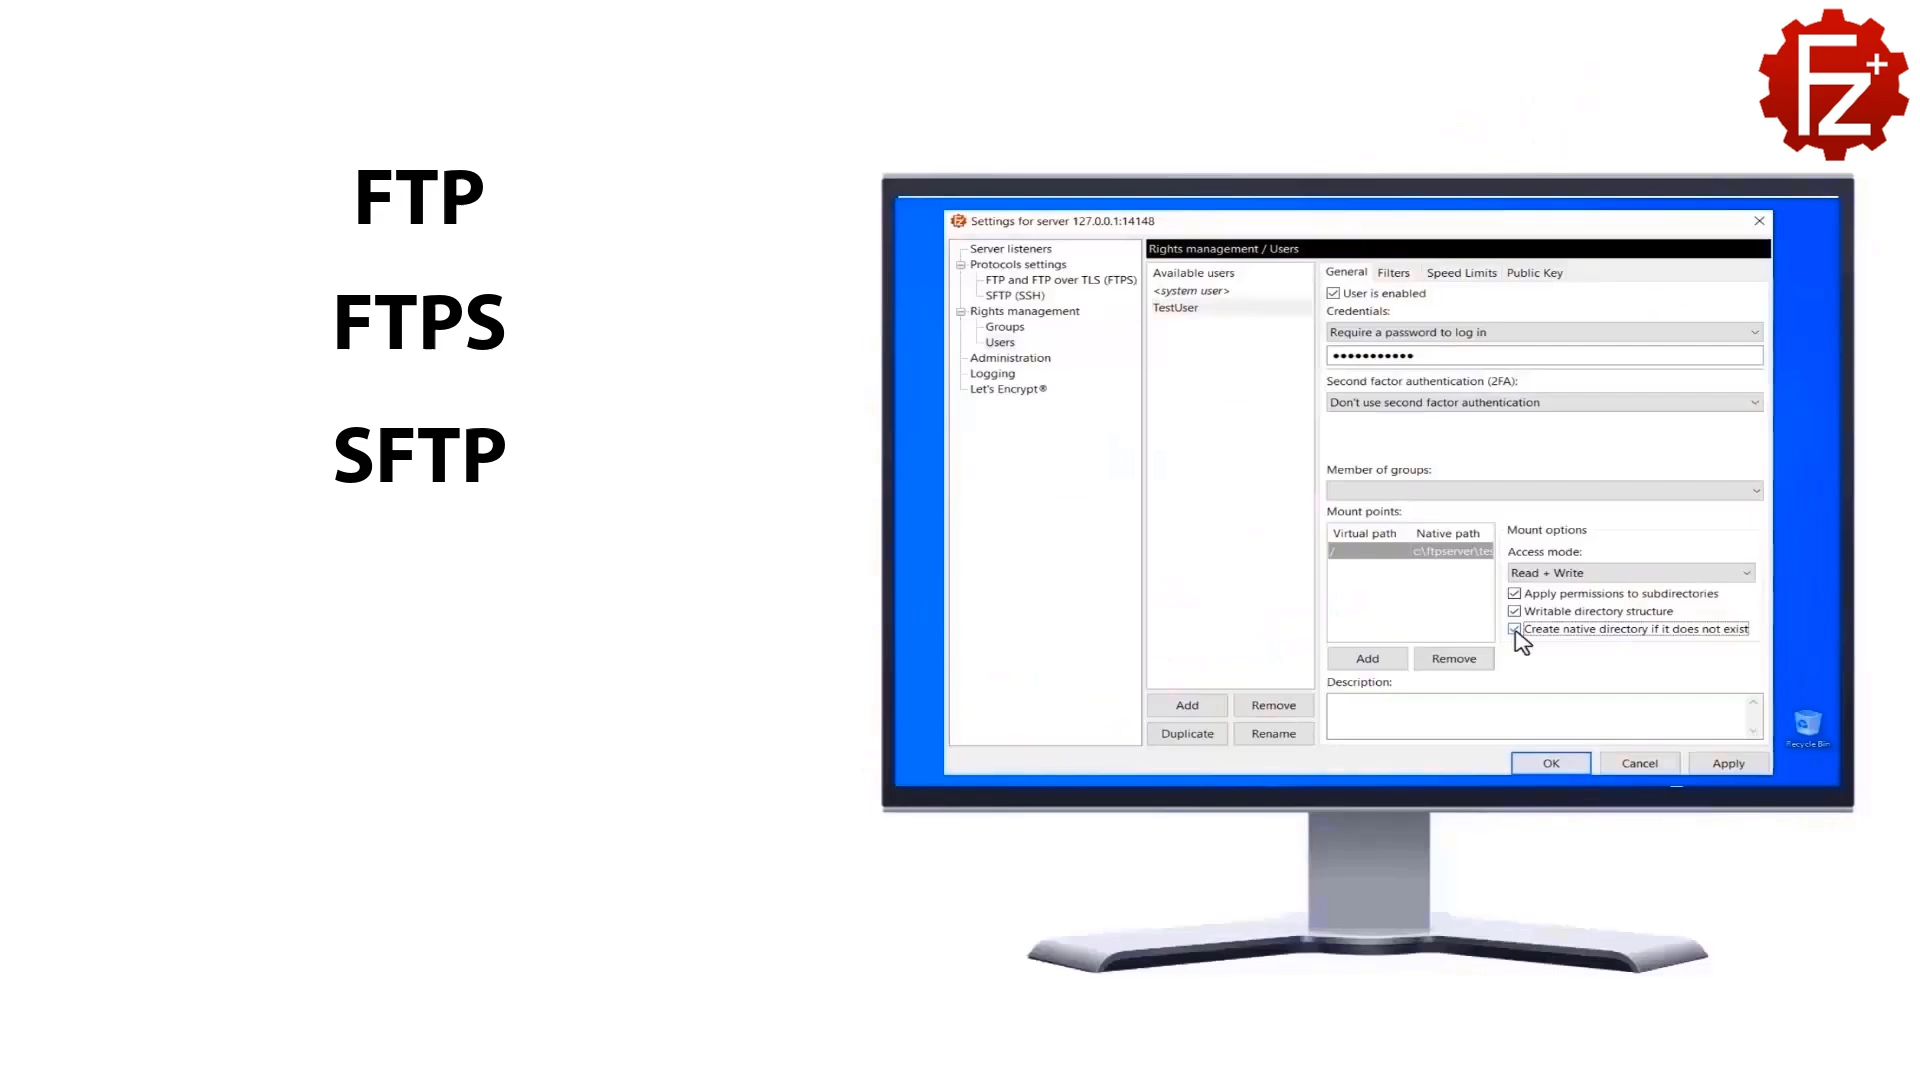 Fz+
FTP
FTPS
SFTP
Settings for server 127.0.0.1:14148
Server listeners
Protocols settings
FTP and FTP over TLS (FTPS)
SFTP (SSH)
Rights management
Groups
Users
Administration
Logging
Let's Encrypt®
Rights management / Users
Available users
<system user>
TestUser
Add
Remove
Duplicate
Rename
General
Filters
Speed Limits
Public Key
User is enabled
Credentials:
Require a password to log in
Second factor authentication (2FA):
Don't use second factor authentication
Member of groups:
Mount points:
Virtual path
Native path
/
c:\ftpserver\tes
Add
Remove
Mount options
Access mode:
Read + Write
Apply permissions to subdirectories
Writable directory structure
Create native directory if it does not exist
Description:
OK
Cancel
Apply
Recycle Bin